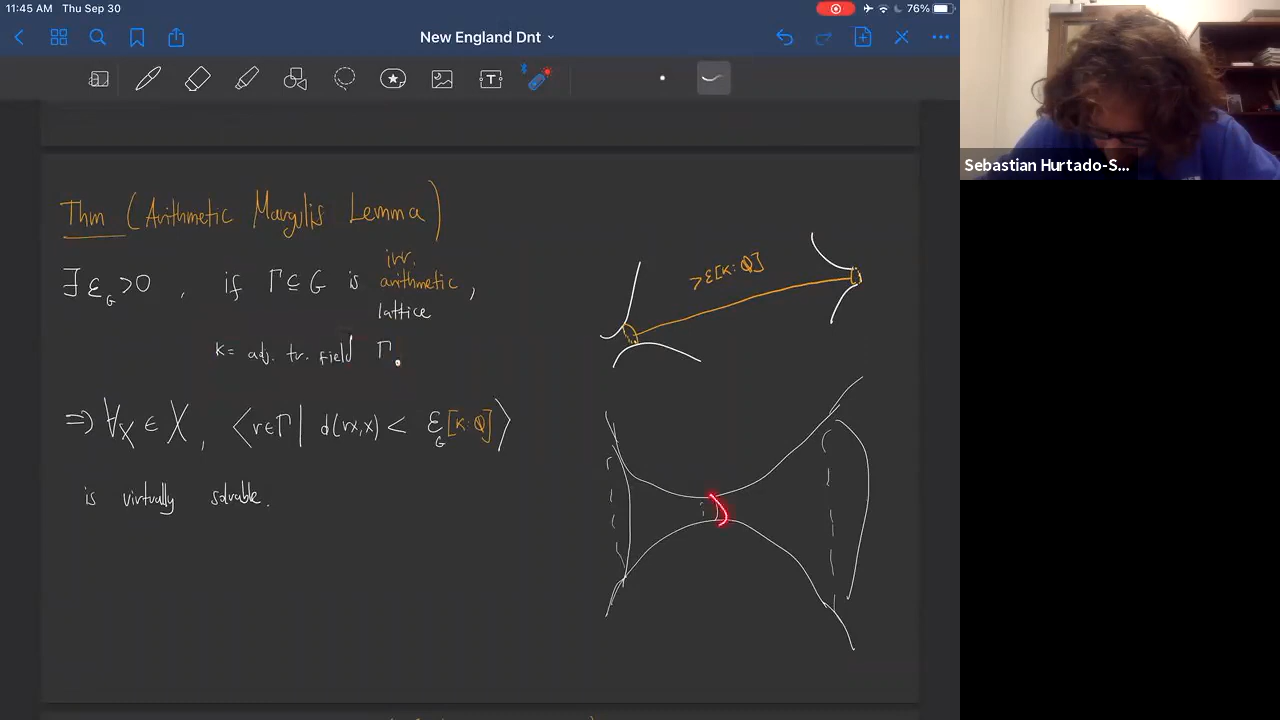 11:45 AM Thu Sep 30
76%
New England Dnt
Sebastian Hurtado-S...
Thm (Arithmetic Margulis Lemma)
∃ ε_G > 0 , if Γ ⊆ G is irr. arithmetic lattice ,
K = adj. tr. field Γ.
⇒ ∀x ∈ X , ⟨ r ∈ Γ | d(rx,x) < ε_G [K:Q] ⟩
is virtually solvable.
> ε[K:Q]